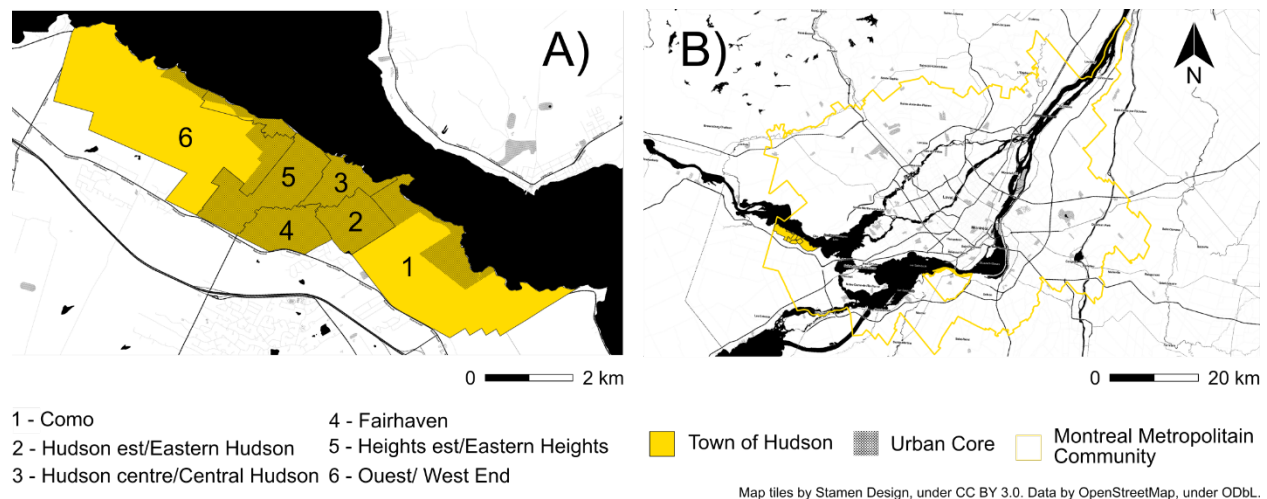 A)
B)
N
6
5
3
4
2
1
0 2 km
0 20 km
1 - Como
2 - Hudson est/Eastern Hudson
3 - Hudson centre/Central Hudson
4 - Fairhaven
5 - Heights est/Eastern Heights
6 - Ouest/ West End
Town of Hudson
Urban Core
Montreal Metropolitain
Community
Map tiles by Stamen Design, under CC BY 3.0. Data by OpenStreetMap, under ODbL.